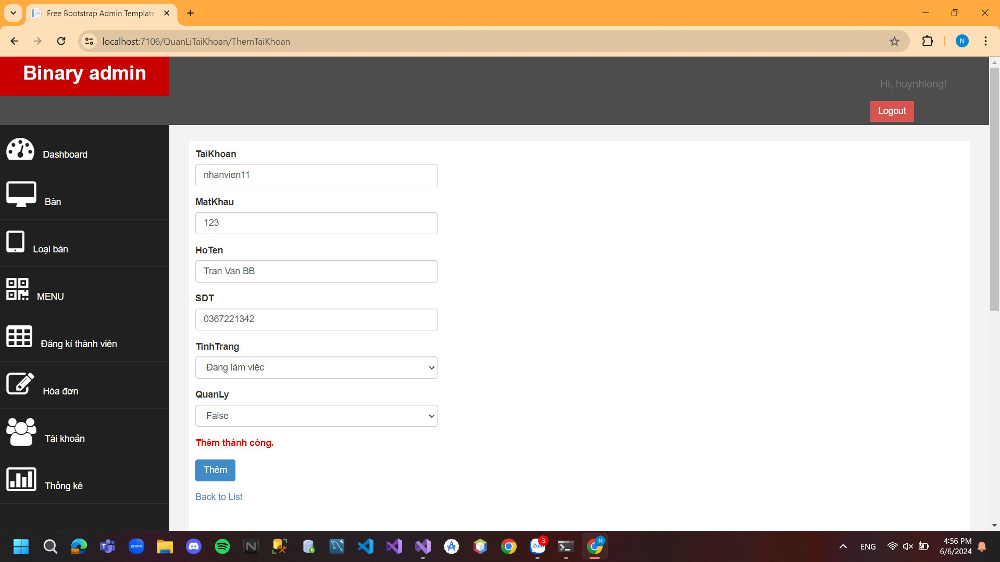 Free Bootstrap Admin Template
localhost:7106/QuanLiTaiKhoan/ThemTaiKhoan
N
Binary admin
Hi, huynhlong!
Logout
Dashboard
Bàn
Loại bàn
MENU
Đăng kí thành viên
Hóa đơn
Tài khoản
Thống kê
TaiKhoan
nhanvien11
MatKhau
123
HoTen
Tran Van BB
SDT
0367221342
TinhTrang
Đang làm việc
QuanLy
False
Thêm thành công.
Thêm
Back to List
zoom
N
Zalo
3
N
ENG
4:56 PM
6/6/2024